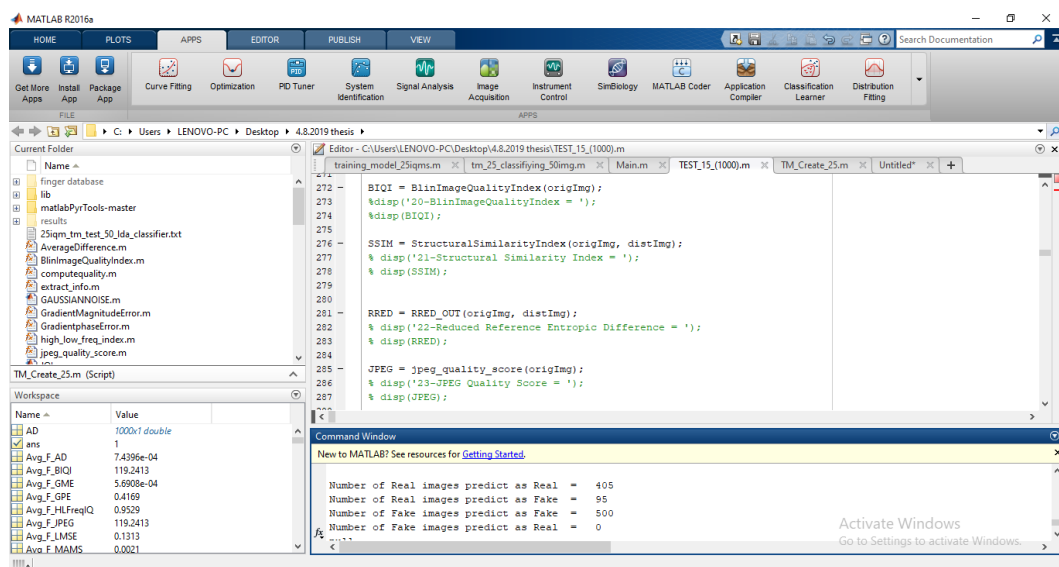 MATLAB R2016a
HOME PLOTS APPS EDITOR PUBLISH VIEW Search Documentation
Get More Apps Install App Package App Curve Fitting Optimization PID Tuner System Identification Signal Analysis Image Acquisition Instrument Control SimBiology MATLAB Coder Application Compiler Classification Learner Distribution Fitting
FILE APPS
C: Users LENOVO-PC Desktop 4.8.2019 thesis
Current Folder
Name
finger database
lib
matlabPyrTools-master
results
25iqm_tm_test_50_lda_classifier.txt
AverageDifference.m
BlinImageQualityIndex.m
computequality.m
extract_info.m
GAUSSIANNOISE.m
GradientMagnitudeError.m
GradientphaseError.m
high_low_freq_index.m
jpeg_quality_score.m
TM_Create_25.m (Script)
Workspace
Name Value
AD 1000x1 double
ans 1
Avg_F_AD 7.4396e-04
Avg_F_BIQI 119.2413
Avg_F_GME 5.6908e-04
Avg_F_GPE 0.4169
Avg_F_HLFreqIQ 0.9529
Avg_F_JPEG 119.2413
Avg_F_LMSE 0.1313
Avg_F_MAMS 0.0021
Editor - C:\Users\LENOVO-PC\Desktop\4.8.2019 thesis\TEST_15_(1000).m
training_model_25iqms.m tm_25_classifiying_50img.m Main.m TEST_15_(1000).m TM_Create_25.m Untitled*
271
272 - BIQI = BlinImageQualityIndex(origImg);
273 %disp('20-BlinImageQualityIndex = ');
274 %disp(BIQI);
275
276 - SSIM = StructuralSimilarityIndex(origImg, distImg);
277 % disp('21-Structural Similarity Index = ');
278 % disp(SSIM);
279
280
281 - RRED = RRED_OUT(origImg, distImg);
282 % disp('22-Reduced Reference Entropic Difference = ');
283 % disp(RRED);
284
285 - JPEG = jpeg_quality_score(origImg);
286 % disp('23-JPEG Quality Score = ');
287 % disp(JPEG);
Command Window
New to MATLAB? See resources for Getting Started.
Number of Real images predict as Real = 405
Number of Real images predict as Fake = 95
Number of Fake images predict as Fake = 500
Number of Fake images predict as Real = 0
fx
Activate Windows
Go to Settings to activate Windows.